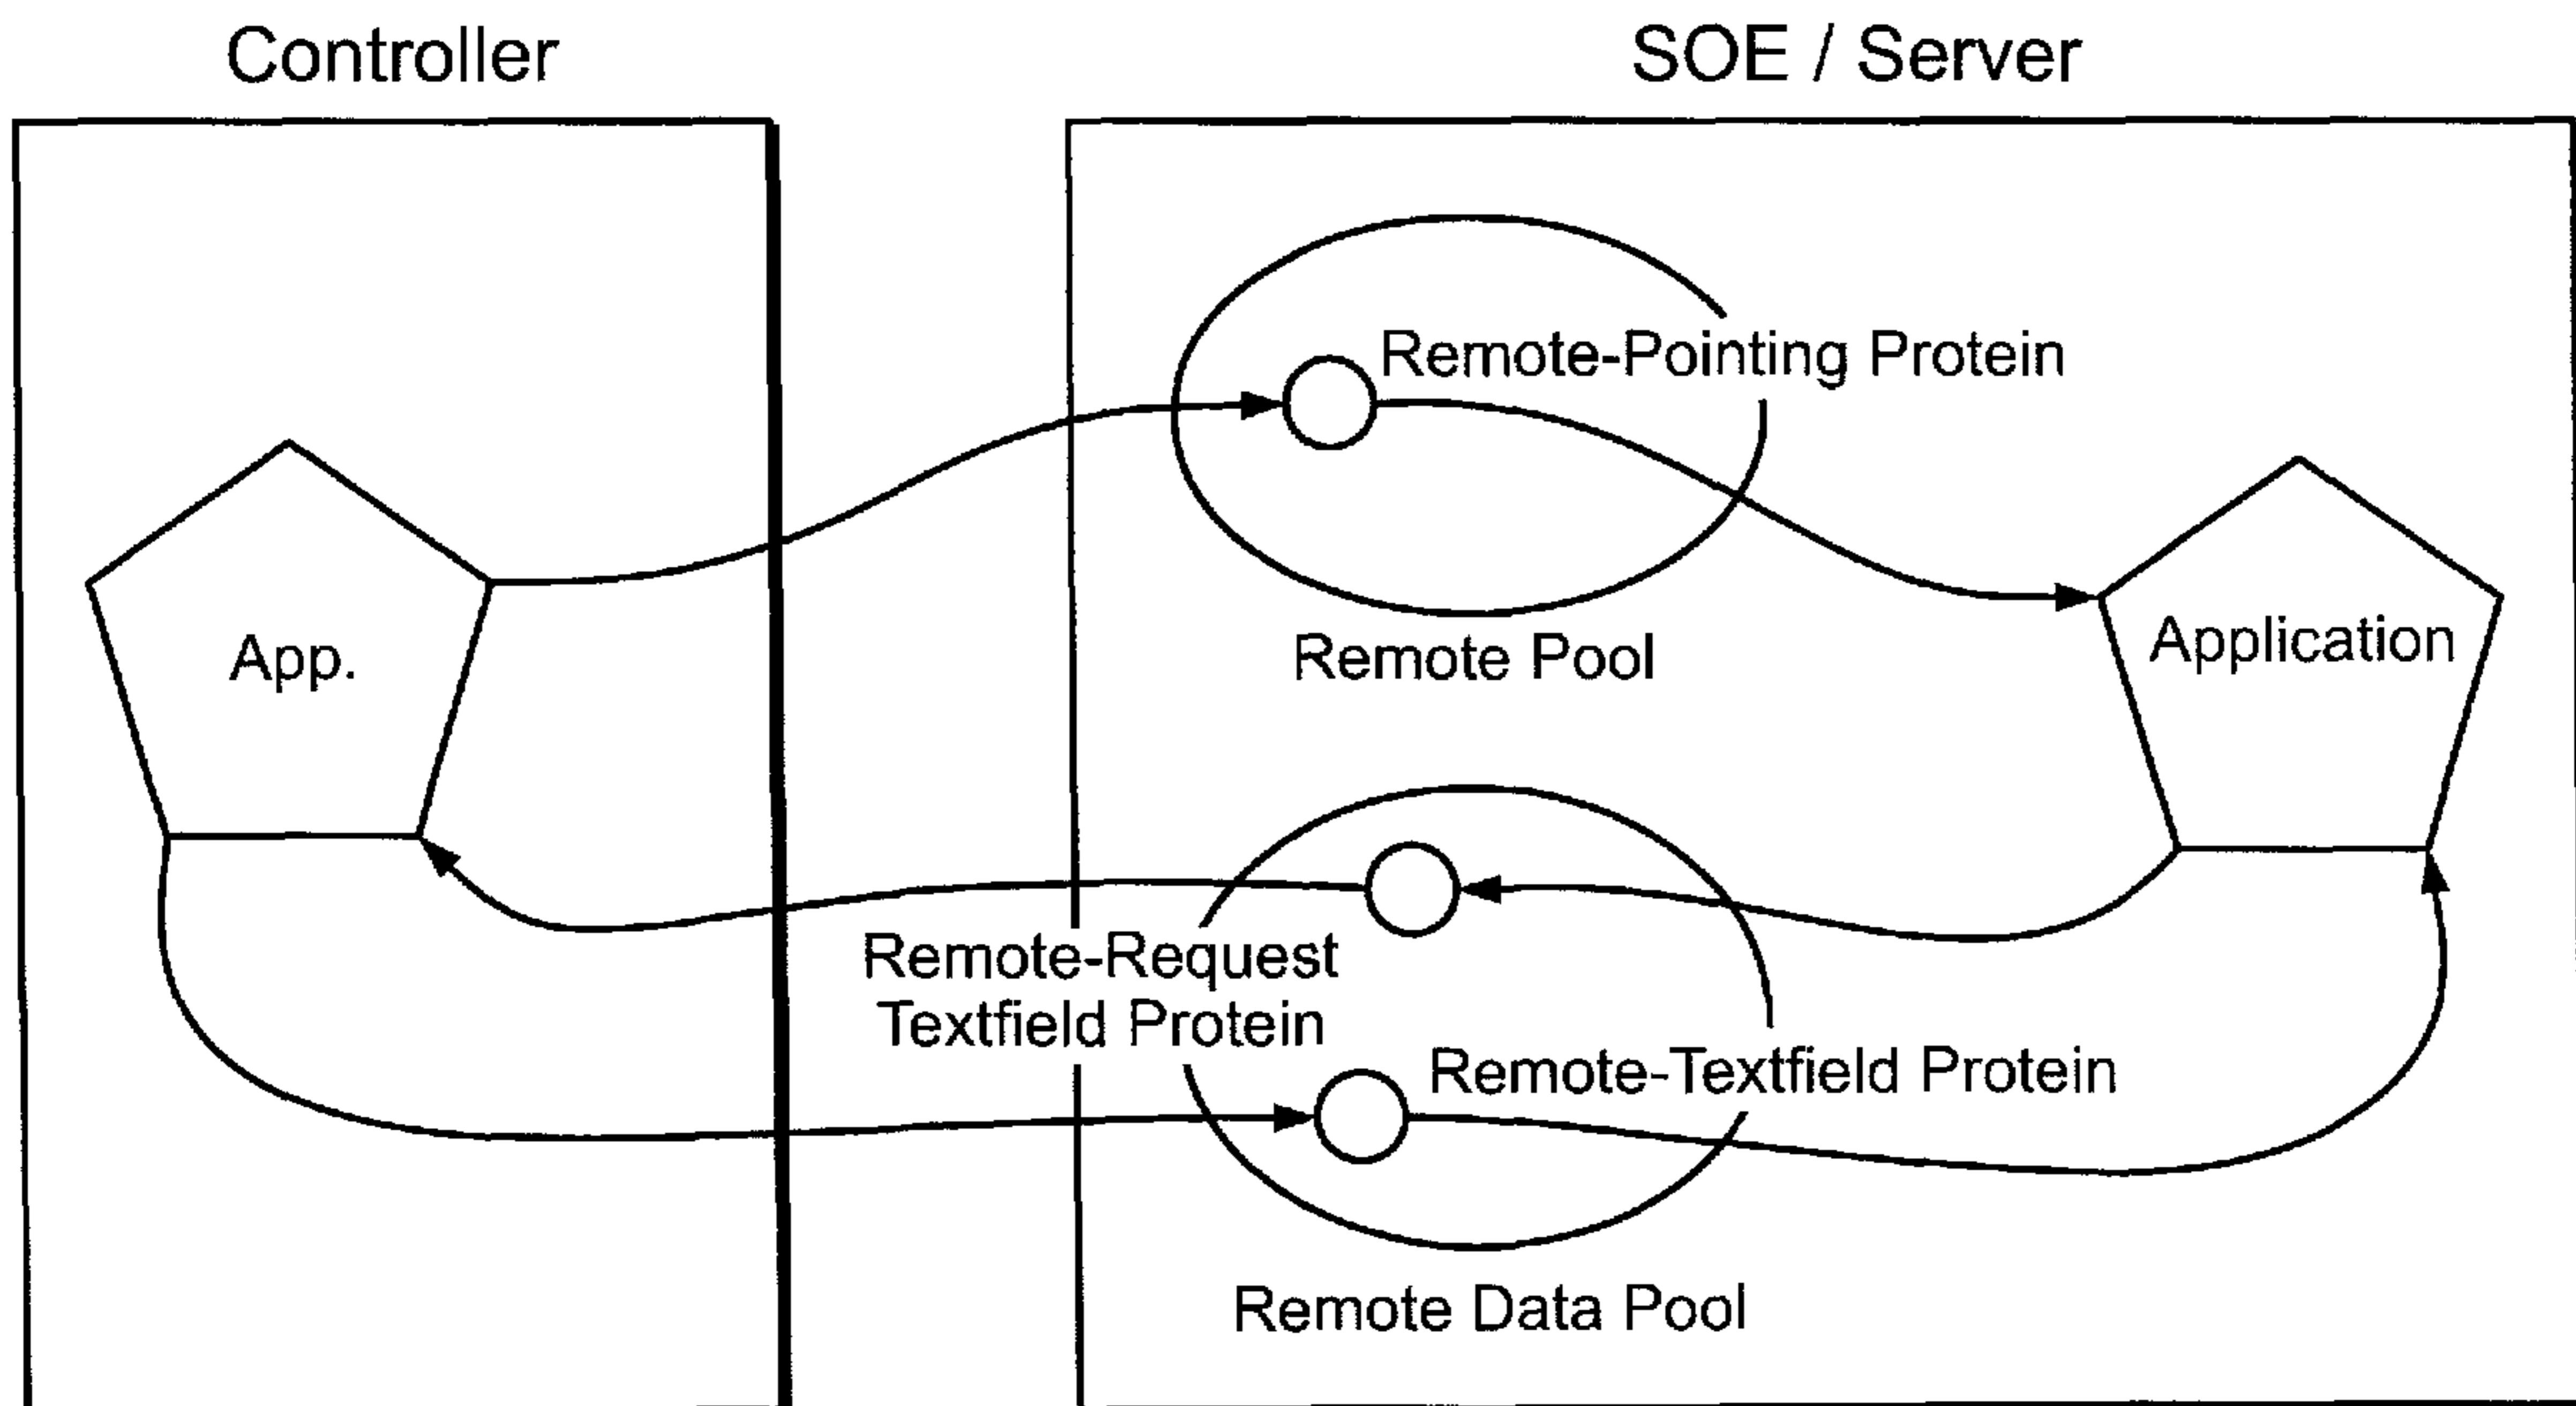 Controller
SOE / Server
Remote-Pointing Protein
App.
Application
Remote Pool
Remote-Request
Textfield Protein
Remote-Textfield Protein
Remote Data Pool